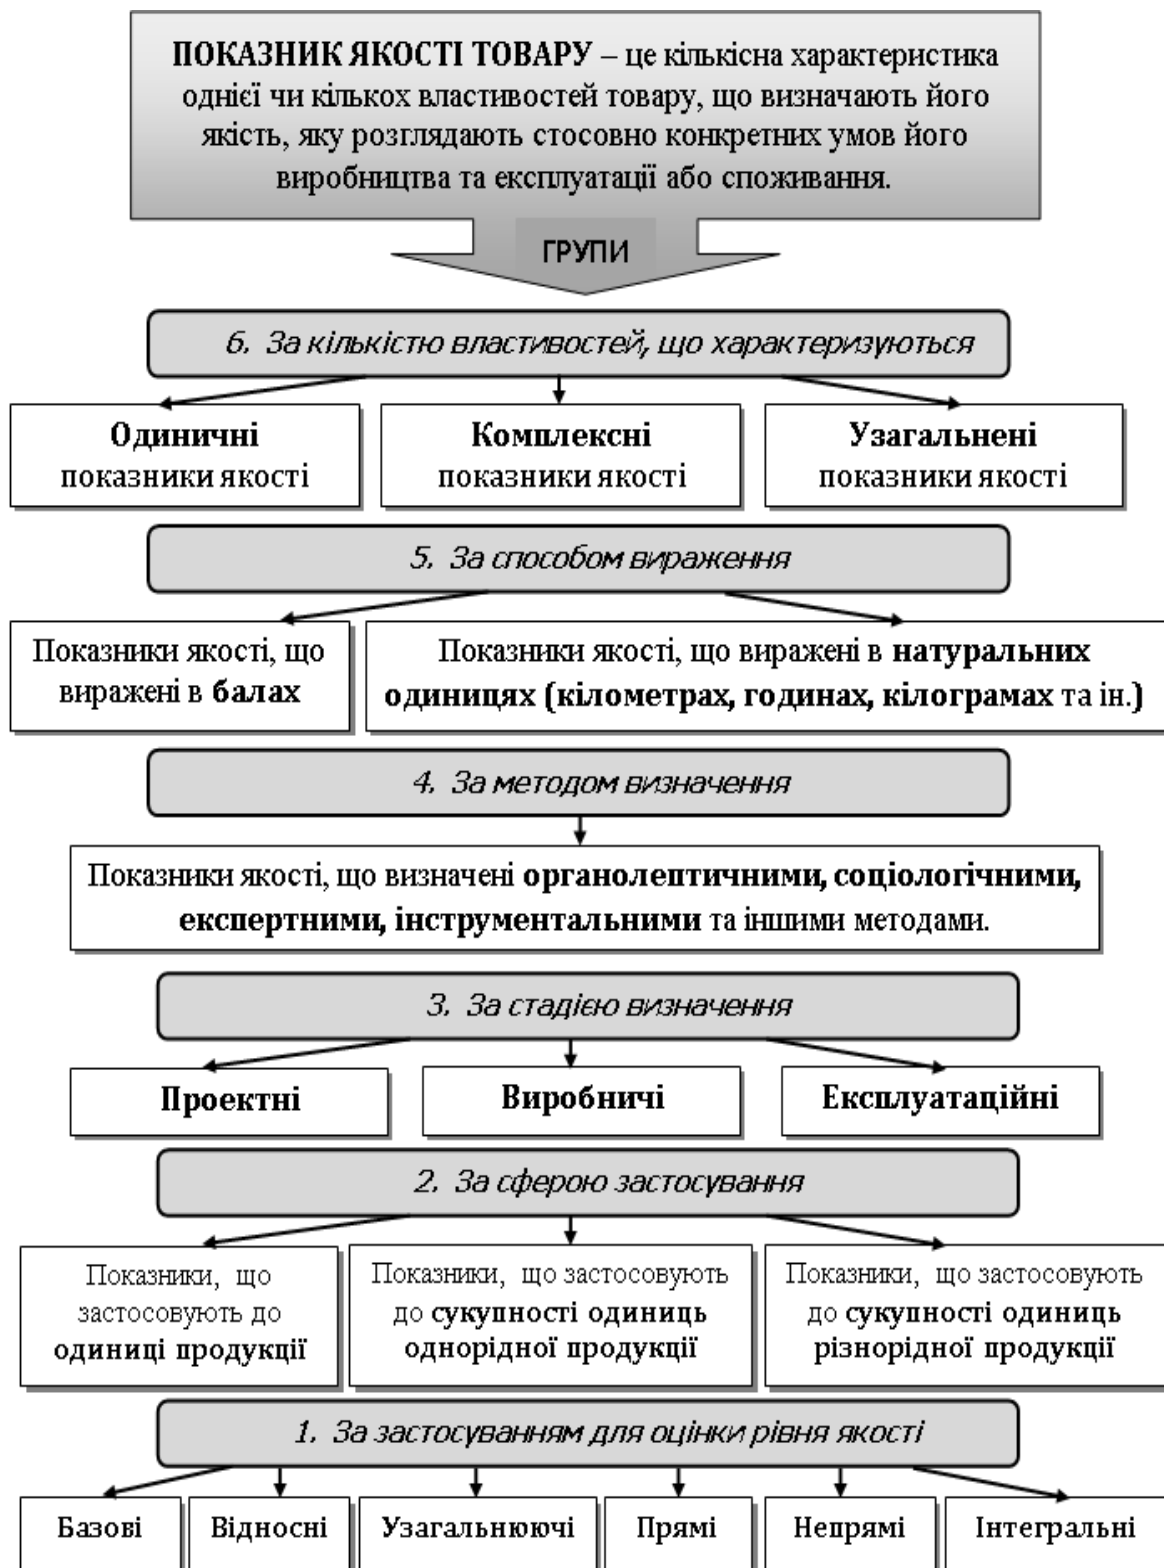 ПОКАЗНИК ЯКОСТІ ТОВАРУ – це кількісна характеристика
однієї чи кількох властивостей товару, що визначають його
якість, яку розглядають стосовно конкретних умов його
виробництва та експлуатації або споживання.
ГРУПИ
6. За кількістю властивостей, що характеризуються
Одиничні
показники якості
Комплексні
показники якості
Узагальнені
показники якості
5. За способом вираження
Показники якості, що
виражені в балах
Показники якості, що виражені в натуральних
одиницях (кілометрах, годинах, кілограмах та ін.)
4. За методом визначення
Показники якості, що визначені органолептичними, соціологічними,
експертними, інструментальними та іншими методами.
3. За стадією визначення
Проектні
Виробничі
Експлуатаційні
2. За сферою застосування
Показники, що
застосовують до
одиниці продукції
Показники, що застосовують
до сукупності одиниць
однорідної продукції
Показники, що застосовують
до сукупності одиниць
різнорідної продукції
1. За застосуванням для оцінки рівня якості
Базові
Відносні
Узагальнюючі
Прямі
Непрямі
Інтегральні